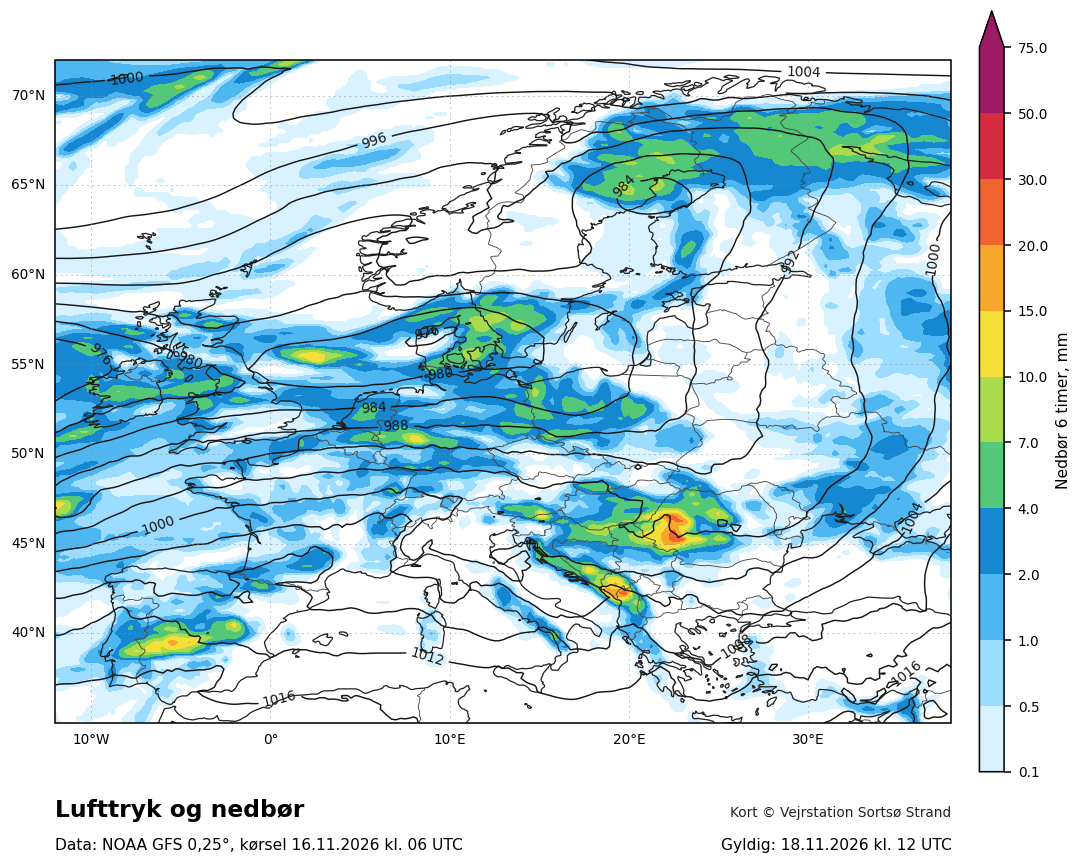 75.0
50.0
30.0
20.0
15.0
10.0
7.0
4.0
2.0
1.0
0.5
0.1
Nedbør 6 timer, mm
70°N
65°N
60°N
55°N
50°N
45°N
40°N
10°W
0°
10°E
20°E
30°E
1000
1004
996
984
992
1000
976
976
980
980
984
988
1000
1004
1008
1012
1016
1016
Lufttryk og nedbør
Kort © Vejrstation Sortsø Strand
Data: NOAA GFS 0,25°, kørsel 16.11.2026 kl. 06 UTC
Gyldig: 18.11.2026 kl. 12 UTC